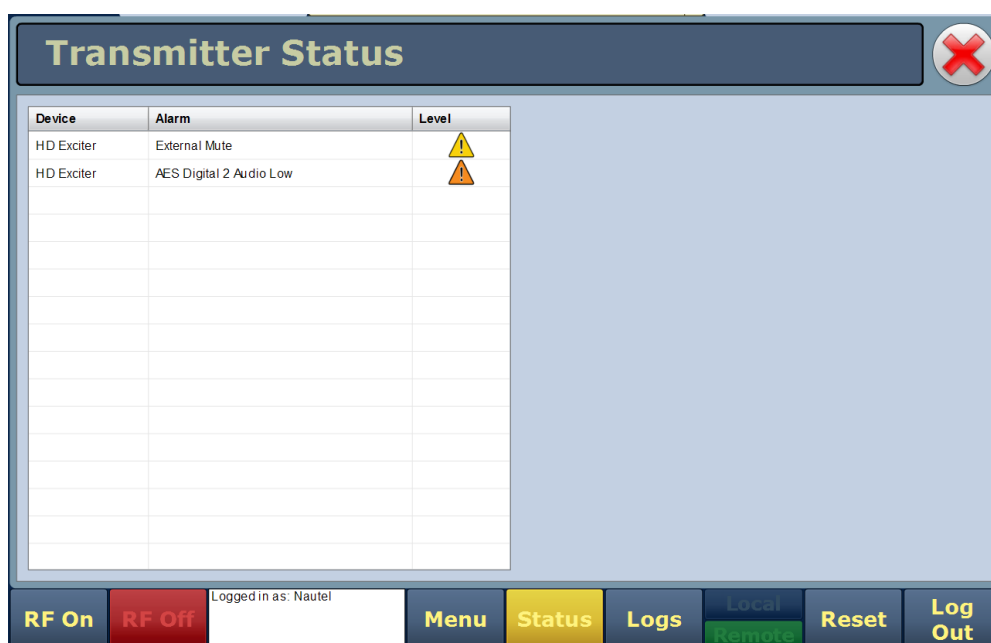 Transmitter Status
Device Alarm Level
HD Exciter External Mute
HD Exciter AES Digital 2 Audio Low
Logged in as: Nautel
RF On RF Off Menu Status Logs Local Remote Reset Log Out